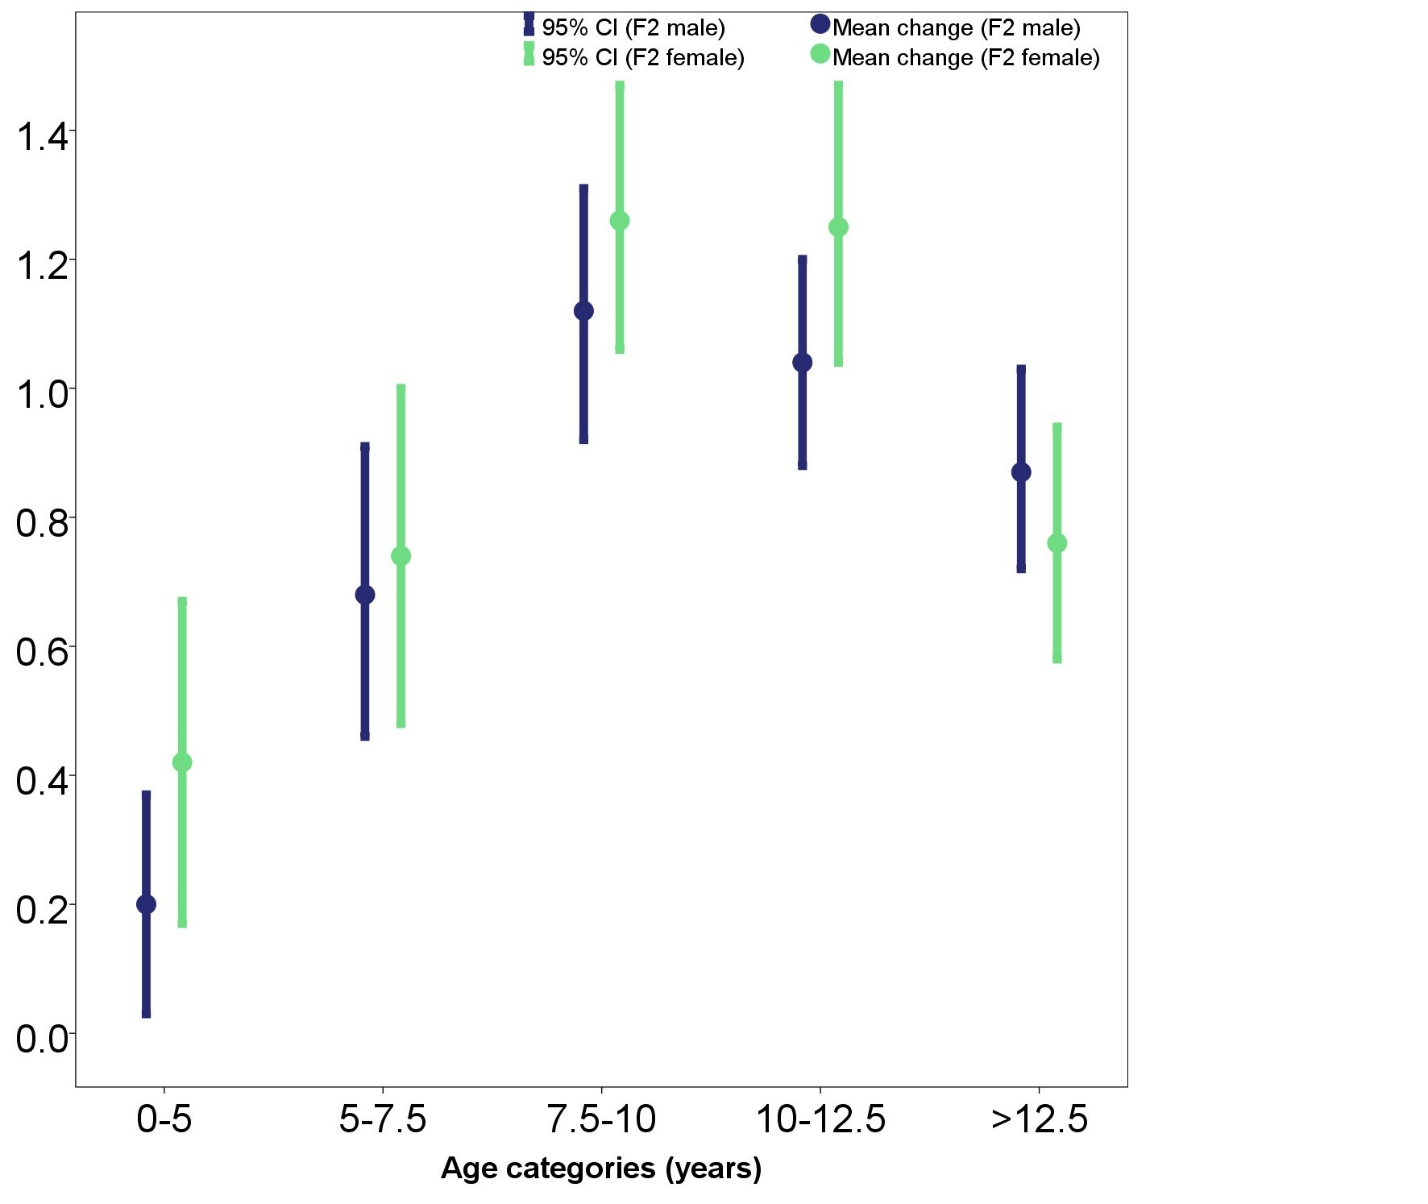 95% CI (F2 male) Mean change (F2 male)
95% CI (F2 female) Mean change (F2 female)
1.4
1.2
1.0
0.8
0.6
0.4
0.2
0.0
0-5 5-7.5 7.5-10 10-12.5 >12.5
Age categories (years)